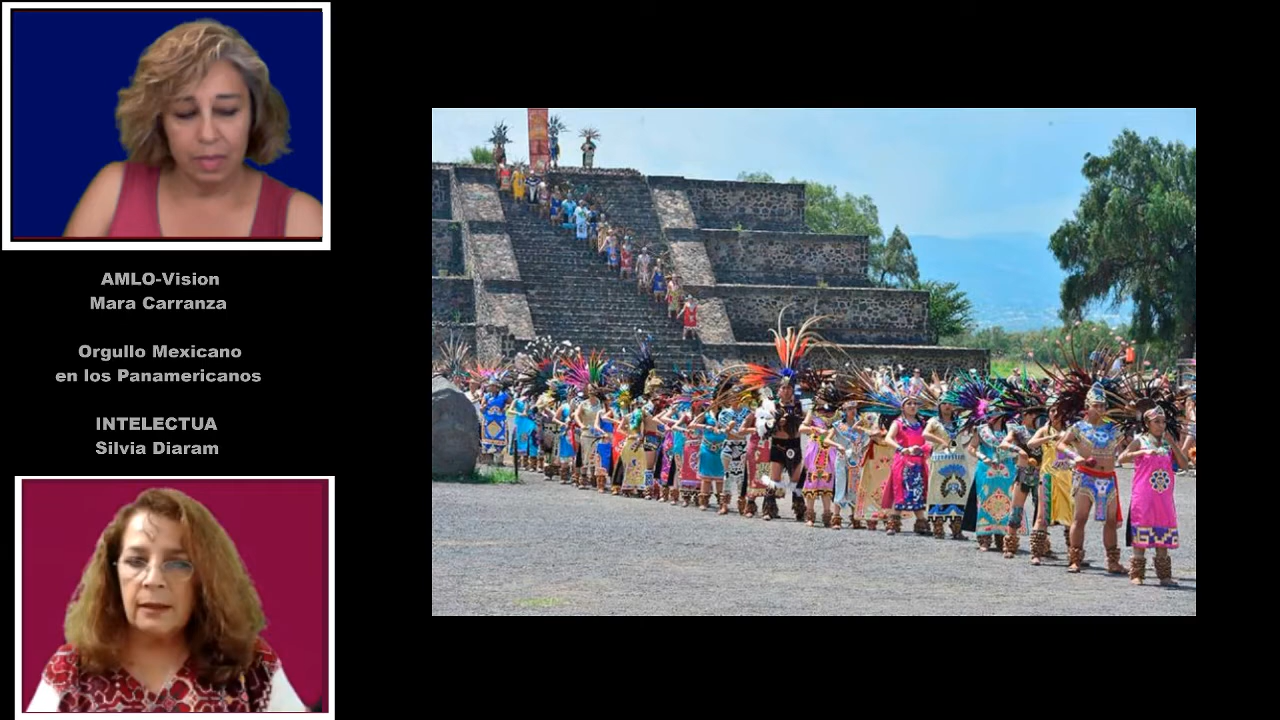 AMLO-Vision
Mara Carranza
Orgullo Mexicano
en los Panamericanos
INTELECTUA
Silvia Diaram